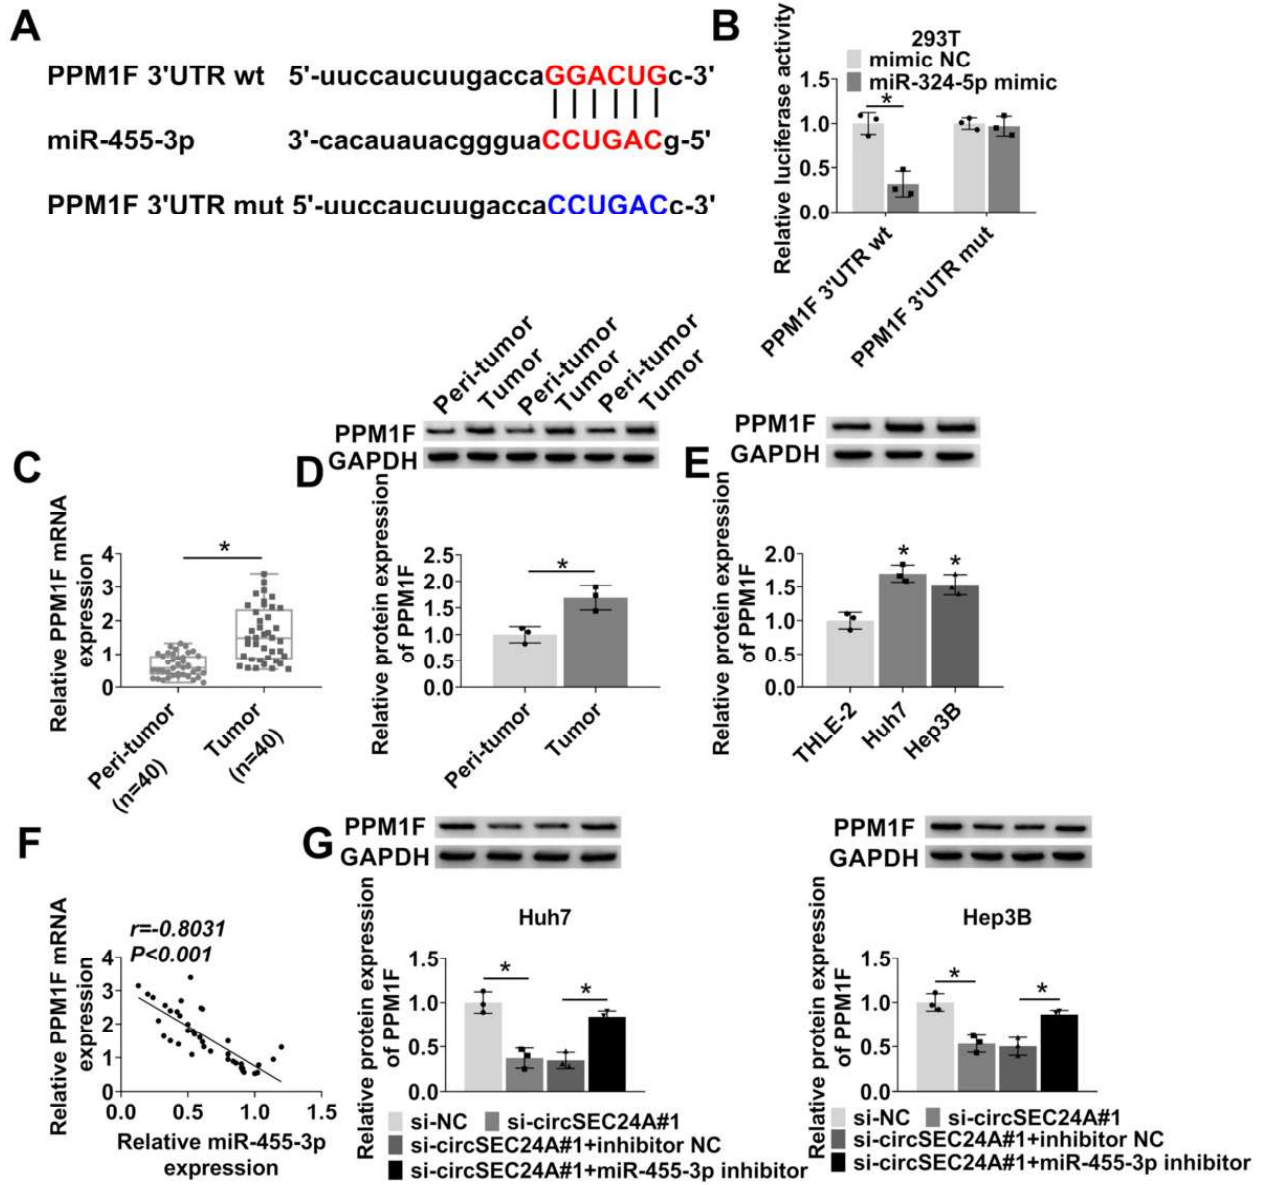 A
PPM1F 3'UTR wt 5'-uuccaucuugaccaGGACUGc-3'
miR-455-3p 3'-cacauauacggguaCCUGACg-5'
PPM1F 3'UTR mut 5'-uuccaucuugaccaCCUGACc-3'
B
293T
mimic NC
miR-324-5p mimic
Relative luciferase activity
1.5
1.0
0.5
0.0
*
PPM1F 3'UTR wt
PPM1F 3'UTR mut
C
Relative PPM1F mRNA
expression
4
3
2
1
0
*
Peri-tumor
(n=40)
Tumor
(n=40)
D
Peri-tumor
Tumor
Peri-tumor
Tumor
Peri-tumor
Tumor
PPM1F
GAPDH
Relative protein expression
of PPM1F
2.5
2.0
1.5
1.0
0.5
0.0
*
Peri-tumor
Tumor
E
PPM1F
GAPDH
Relative protein expression
of PPM1F
2.0
1.5
1.0
0.5
0.0
*
*
THLE-2
Huh7
Hep3B
F
Relative PPM1F mRNA
expression
r=-0.8031
P<0.001
4
3
2
1
0
0.0 0.5 1.0 1.5
Relative miR-455-3p
expression
G
PPM1F
GAPDH
Huh7
Relative protein expression
of PPM1F
1.5
1.0
0.5
0.0
*
*
si-NC si-circSEC24A#1
si-circSEC24A#1+inhibitor NC
si-circSEC24A#1+miR-455-3p inhibitor
PPM1F
GAPDH
Hep3B
Relative protein expression
of PPM1F
1.5
1.0
0.5
0.0
*
*
si-NC si-circSEC24A#1
si-circSEC24A#1+inhibitor NC
si-circSEC24A#1+miR-455-3p inhibitor